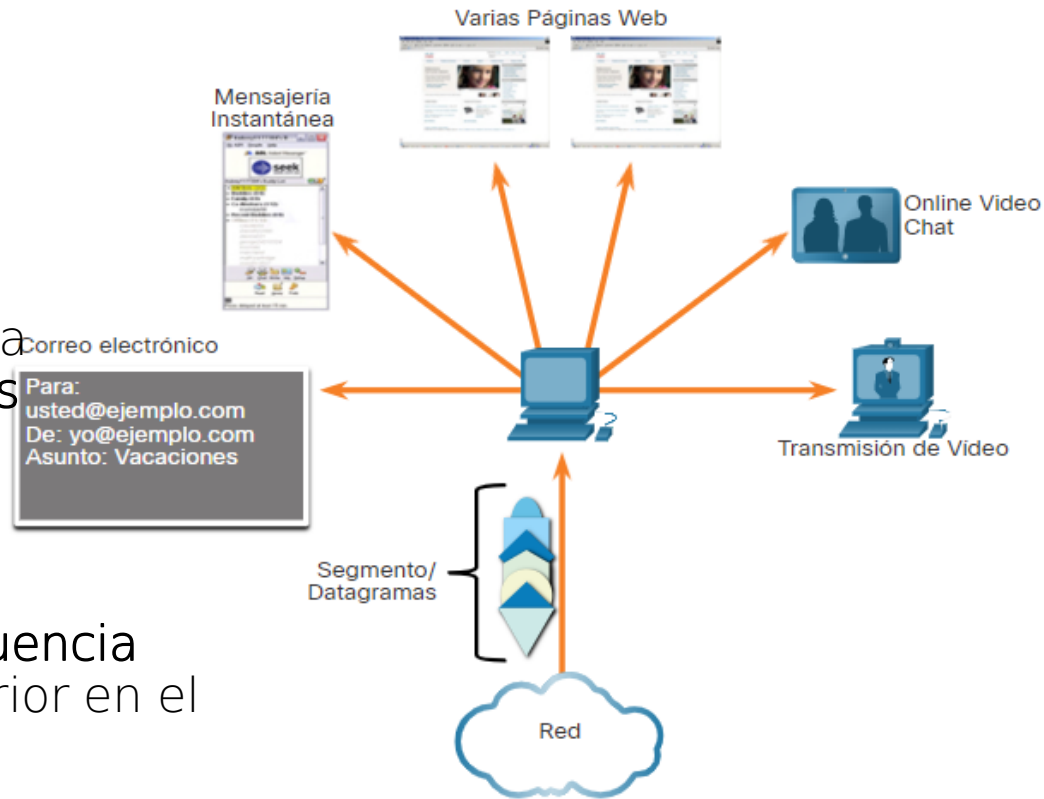 Varias Páginas Web
Mensajería
Instantánea
seek
Online Video
Chat
a
Correo electrónico
s
Para:
usted@ejemplo.com
De: yo@ejemplo.com
Asunto: Vacaciones
Transmisión de Vídeo
Segmento/
Datagramas
uencia
rior en el
Red